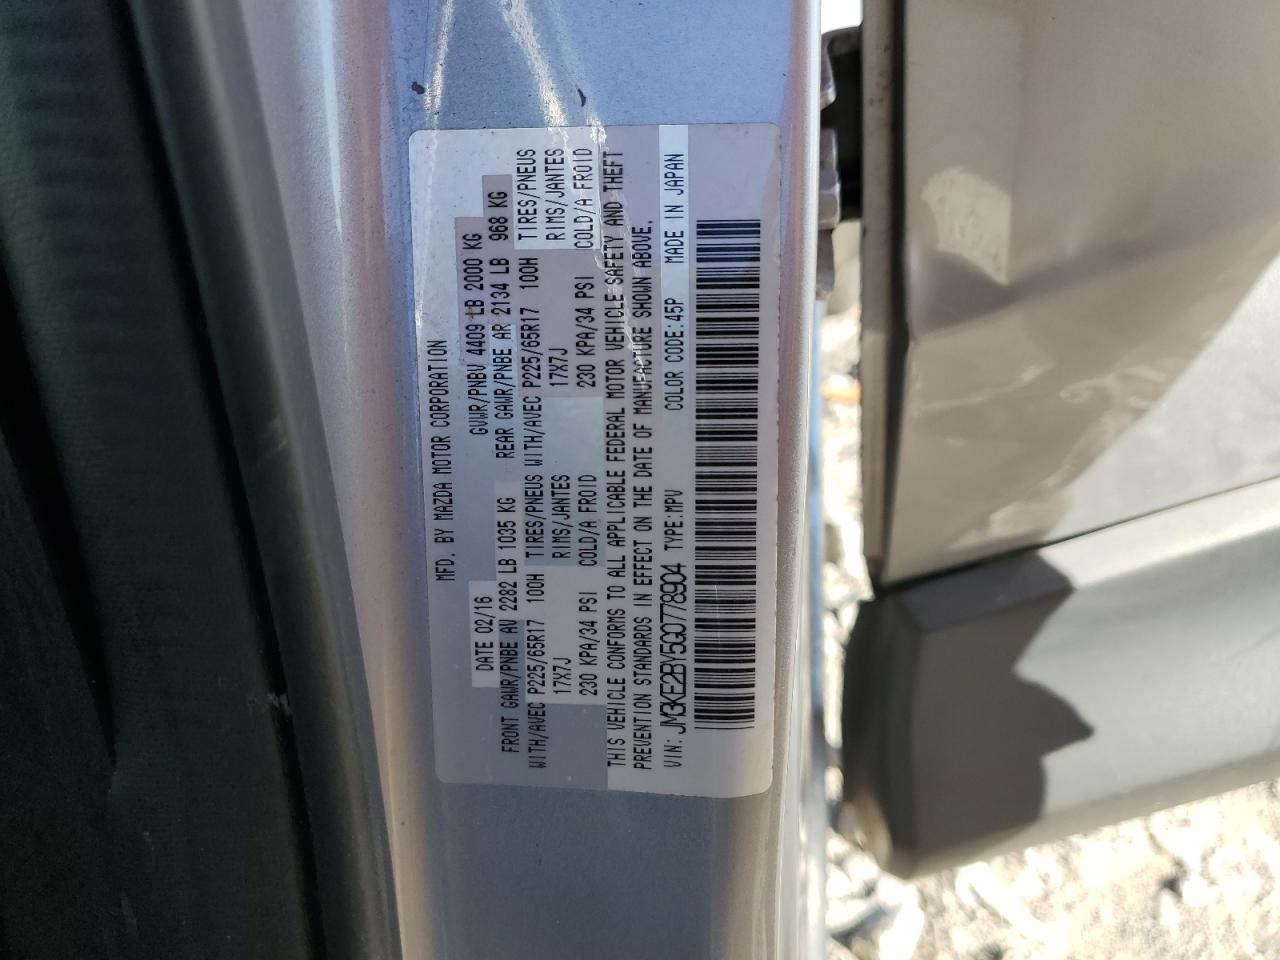 MFD. BY MAZDA MOTOR CORPORATION
DATE 02/16 GVWR/PNBV 4409 LB 2000 KG
FRONT GAWR/PNBE AV 2282 LB 1035 KG REAR GAWR/PNBE AR 2134 LB 968 KG
WITH/AVEC P225/65R17 100H TIRES/PNEUS WITH/AVEC P225/65R17 100H TIRES/PNEUS
17X7J RIMS/JANTES 17X7J RIMS/JANTES
230 KPA/34 PSI COLD/A FROID 230 KPA/34 PSI COLD/A FROID
THIS VEHICLE CONFORMS TO ALL APPLICABLE FEDERAL MOTOR VEHICLE SAFETY AND THEFT
PREVENTION STANDARDS IN EFFECT ON THE DATE OF MANUFACTURE SHOWN ABOVE.
VIN: JM3KE2BY5G0778904 TYPE:MPV COLOR CODE:45P MADE IN JAPAN